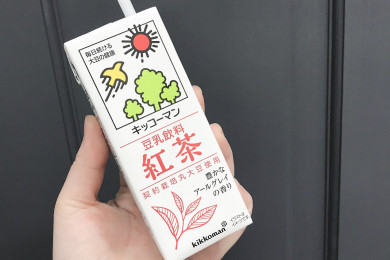 毎日続ける
大豆の健康
キッコーマン
豆乳飲料
紅茶
契約栽培丸大豆使用
豊かな
アールグレイ
の香り
kikkoman